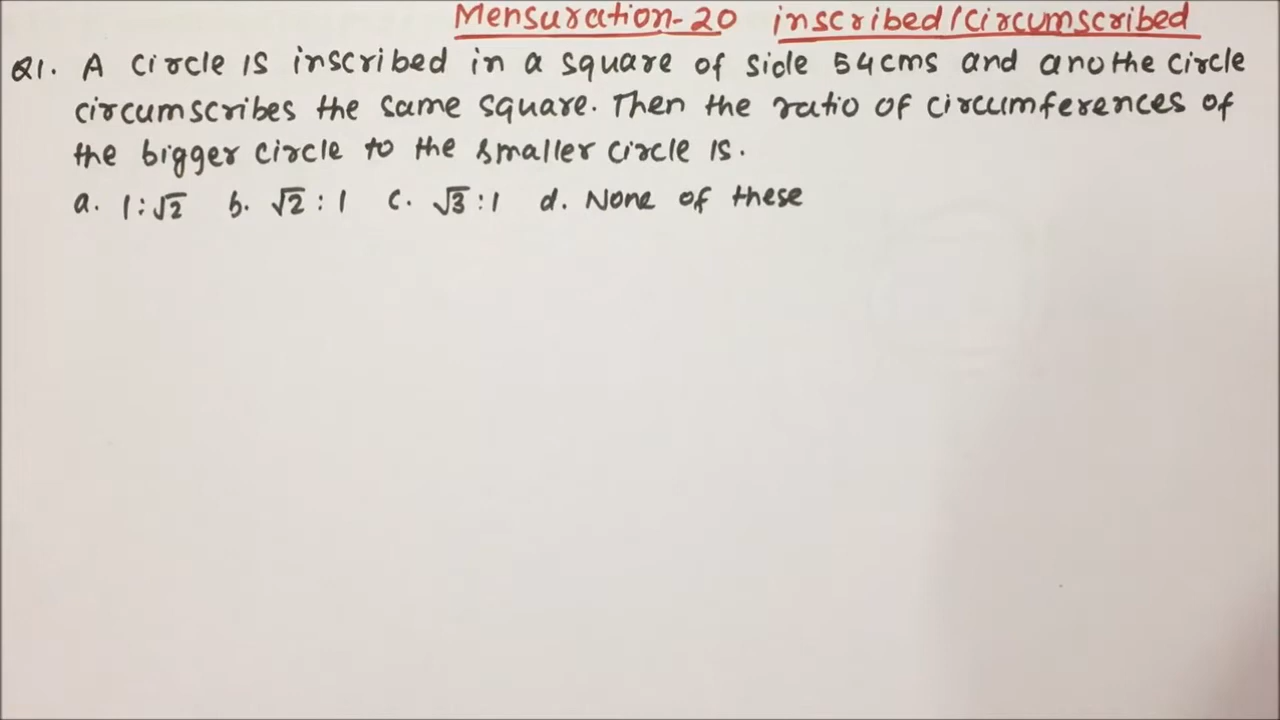 Mensuration-20 inscribed/Circumscribed
Q1. A circle is inscribed in a square of side 54cms and anothe circle
circumscribes the same square. Then the ratio of circumferences of
the bigger circle to the smaller circle is.
a. 1:√2 b. √2:1 c. √3:1 d. None of these